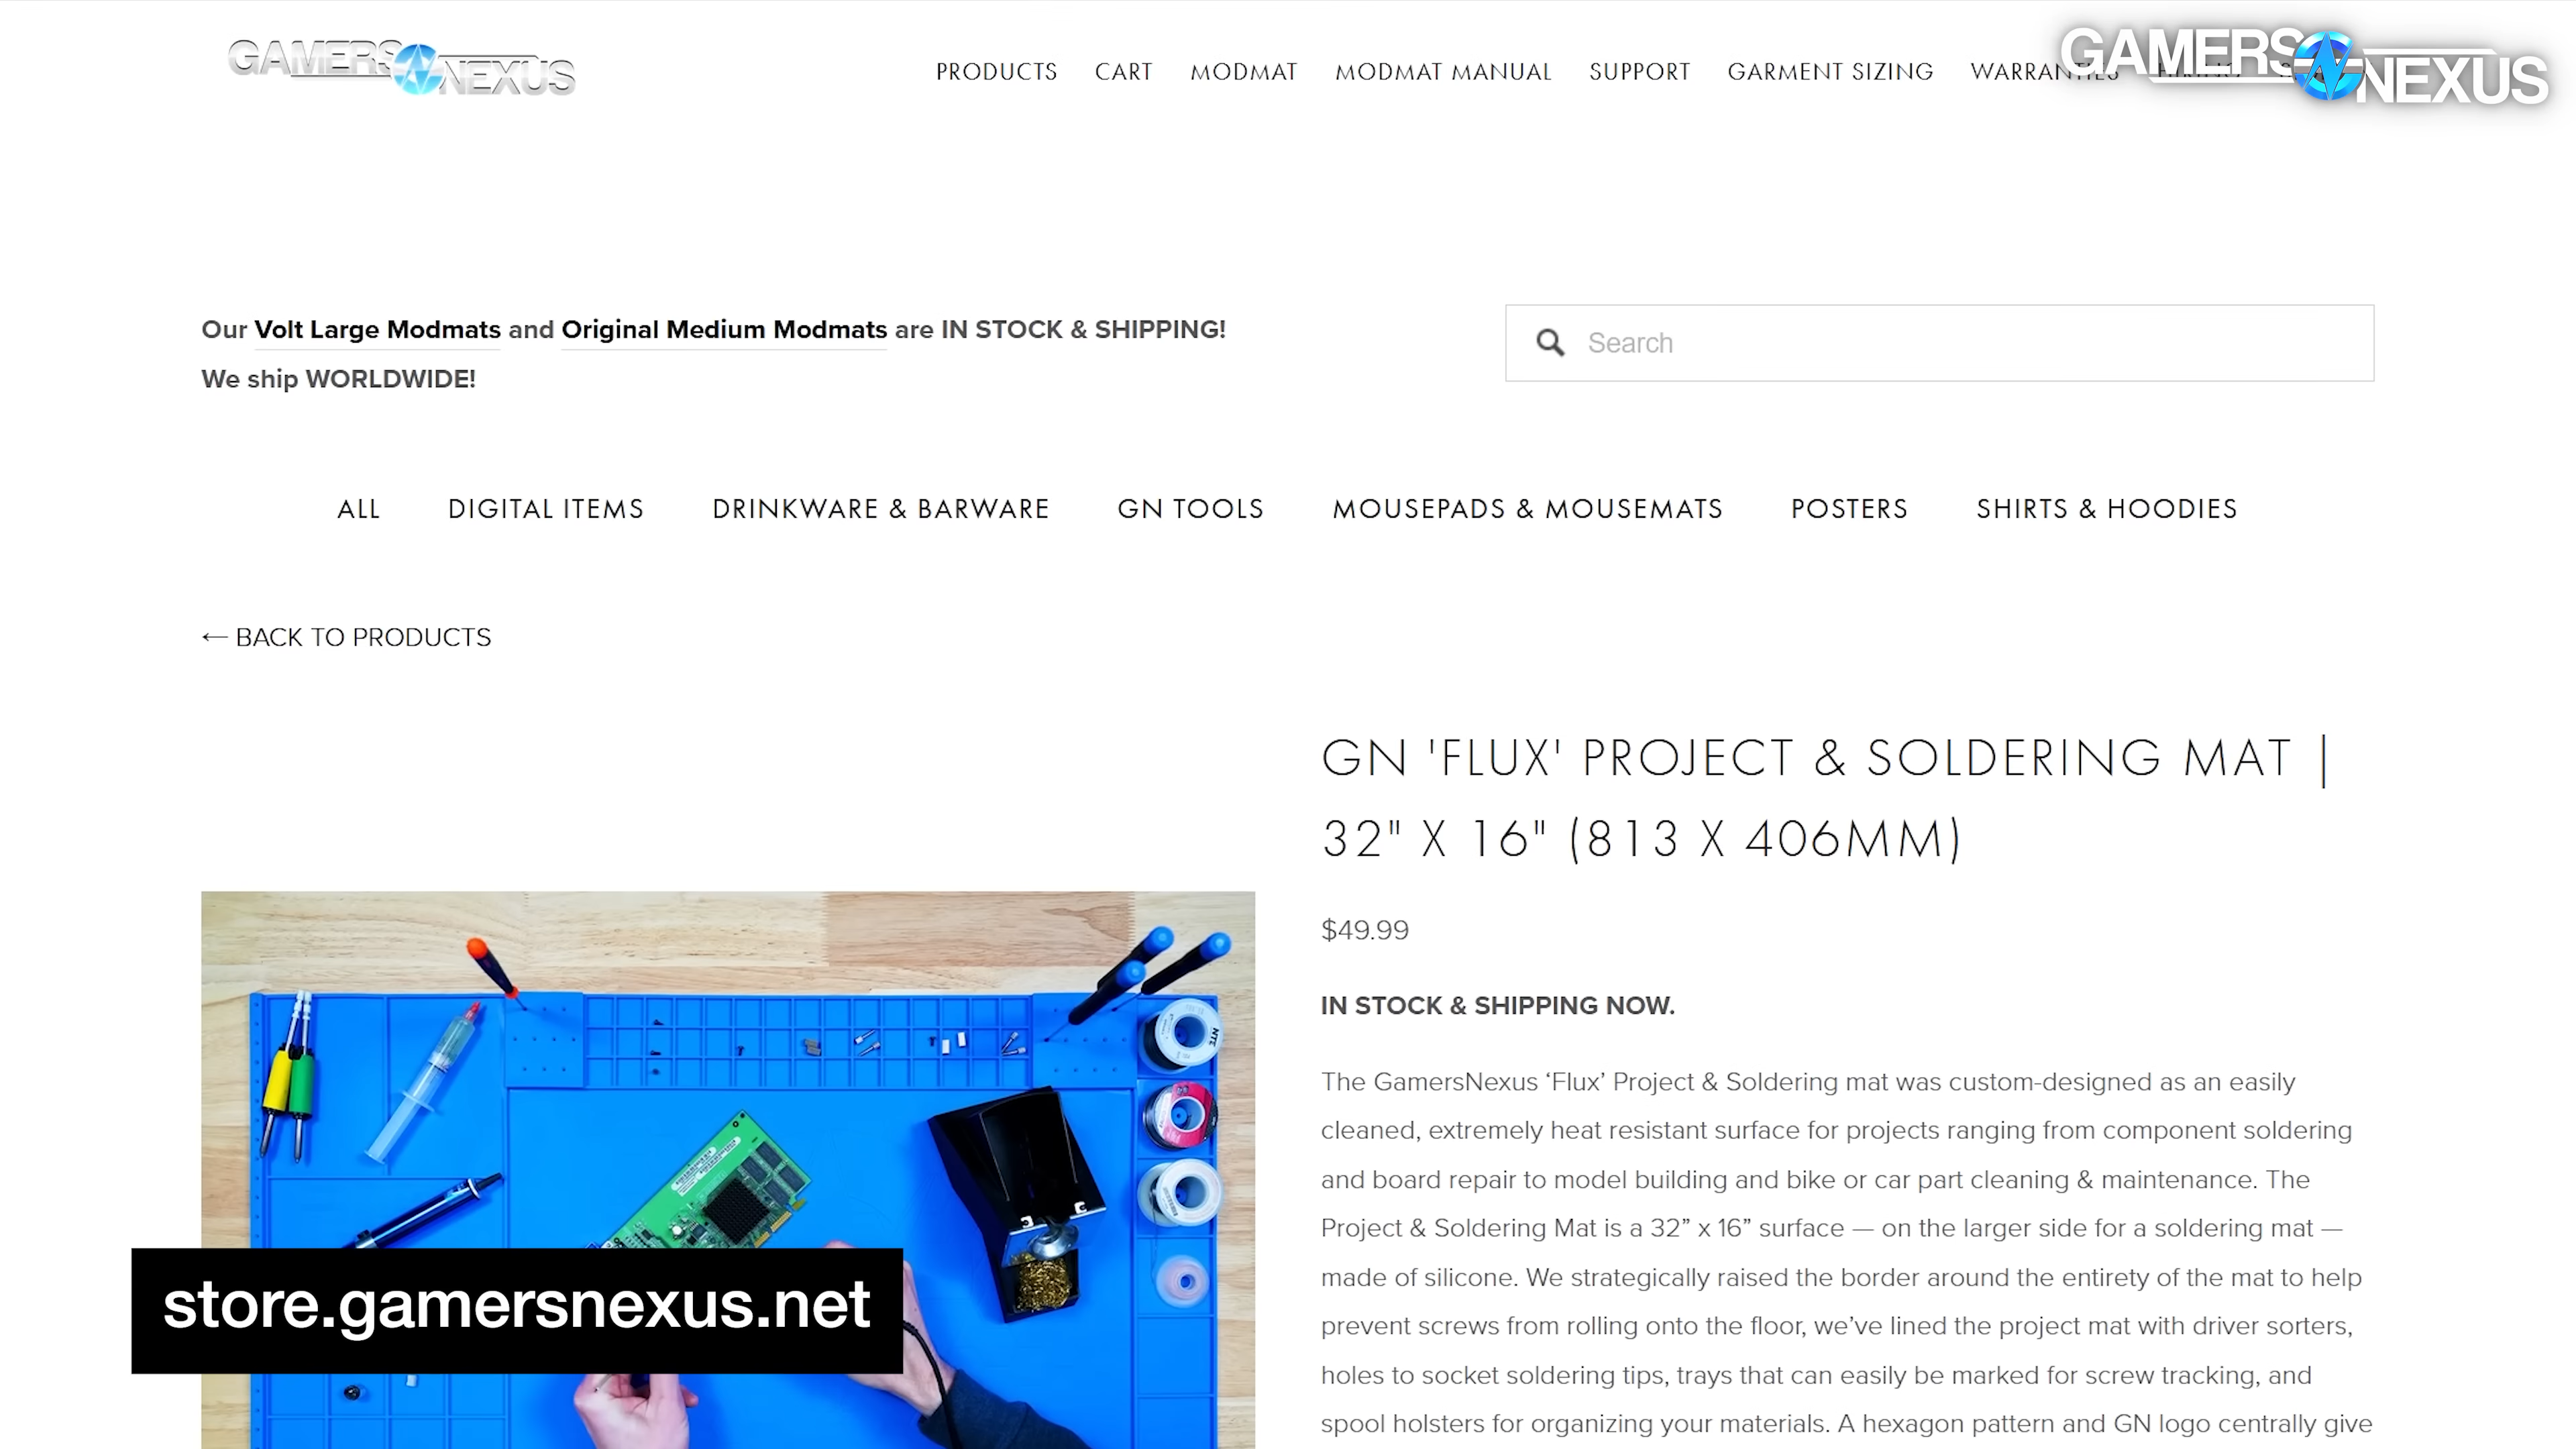 GAMERS NEXUS
PRODUCTS CART MODMAT MODMAT MANUAL SUPPORT GARMENT SIZING WARRANTIES
GAMERS NEXUS
Our Volt Large Modmats and Original Medium Modmats are IN STOCK & SHIPPING!
We ship WORLDWIDE!
Search
ALL DIGITAL ITEMS DRINKWARE & BARWARE GN TOOLS MOUSEPADS & MOUSEMATS POSTERS SHIRTS & HOODIES
← BACK TO PRODUCTS
GN 'FLUX' PROJECT & SOLDERING MAT |
32" X 16" (813 X 406MM)
$49.99
IN STOCK & SHIPPING NOW.
The GamersNexus ‘Flux’ Project & Soldering mat was custom-designed as an easily
cleaned, extremely heat resistant surface for projects ranging from component soldering
and board repair to model building and bike or car part cleaning & maintenance. The
Project & Soldering Mat is a 32” x 16” surface — on the larger side for a soldering mat —
made of silicone. We strategically raised the border around the entirety of the mat to help
prevent screws from rolling onto the floor, we’ve lined the project mat with driver sorters,
holes to socket soldering tips, trays that can easily be marked for screw tracking, and
spool holsters for organizing your materials. A hexagon pattern and GN logo centrally give
NTE
store.gamersnexus.net